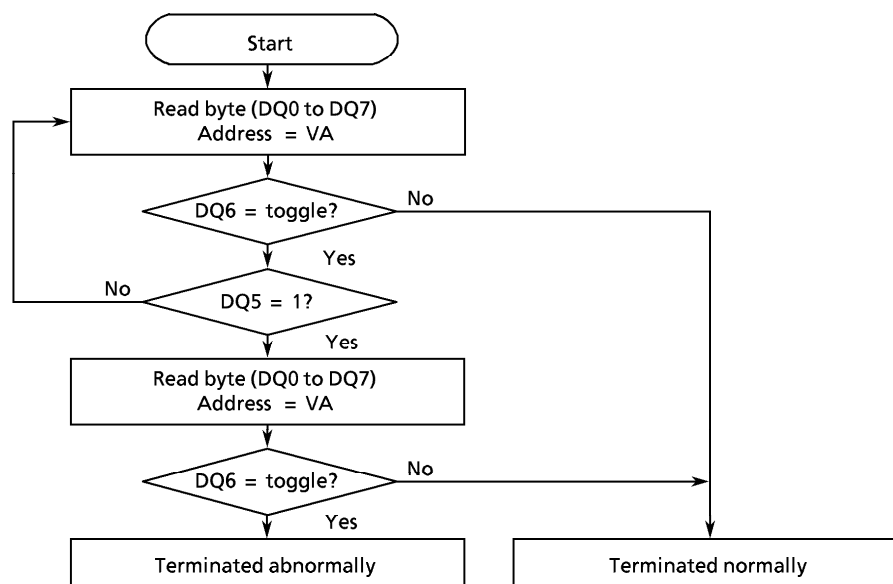 Start
Read byte (DQ0 to DQ7)
Address = VA
DQ6 = toggle?
No
Yes
No
DQ5 = 1?
Yes
Read byte (DQ0 to DQ7)
Address = VA
DQ6 = toggle?
No
Yes
Terminated abnormally
Terminated normally